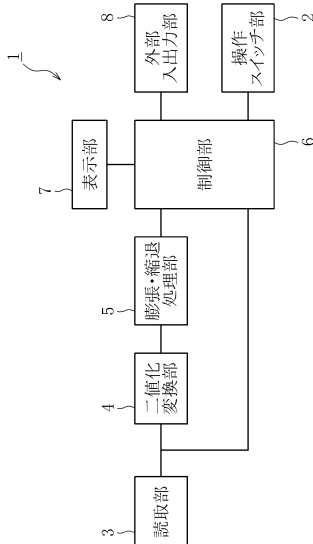 1
8
外部
入出力部
操作
スイッチ部
2
7
表示部
制御部
6
5
膨張・縮退
処理部
4
二値化
変換部
3
読取部